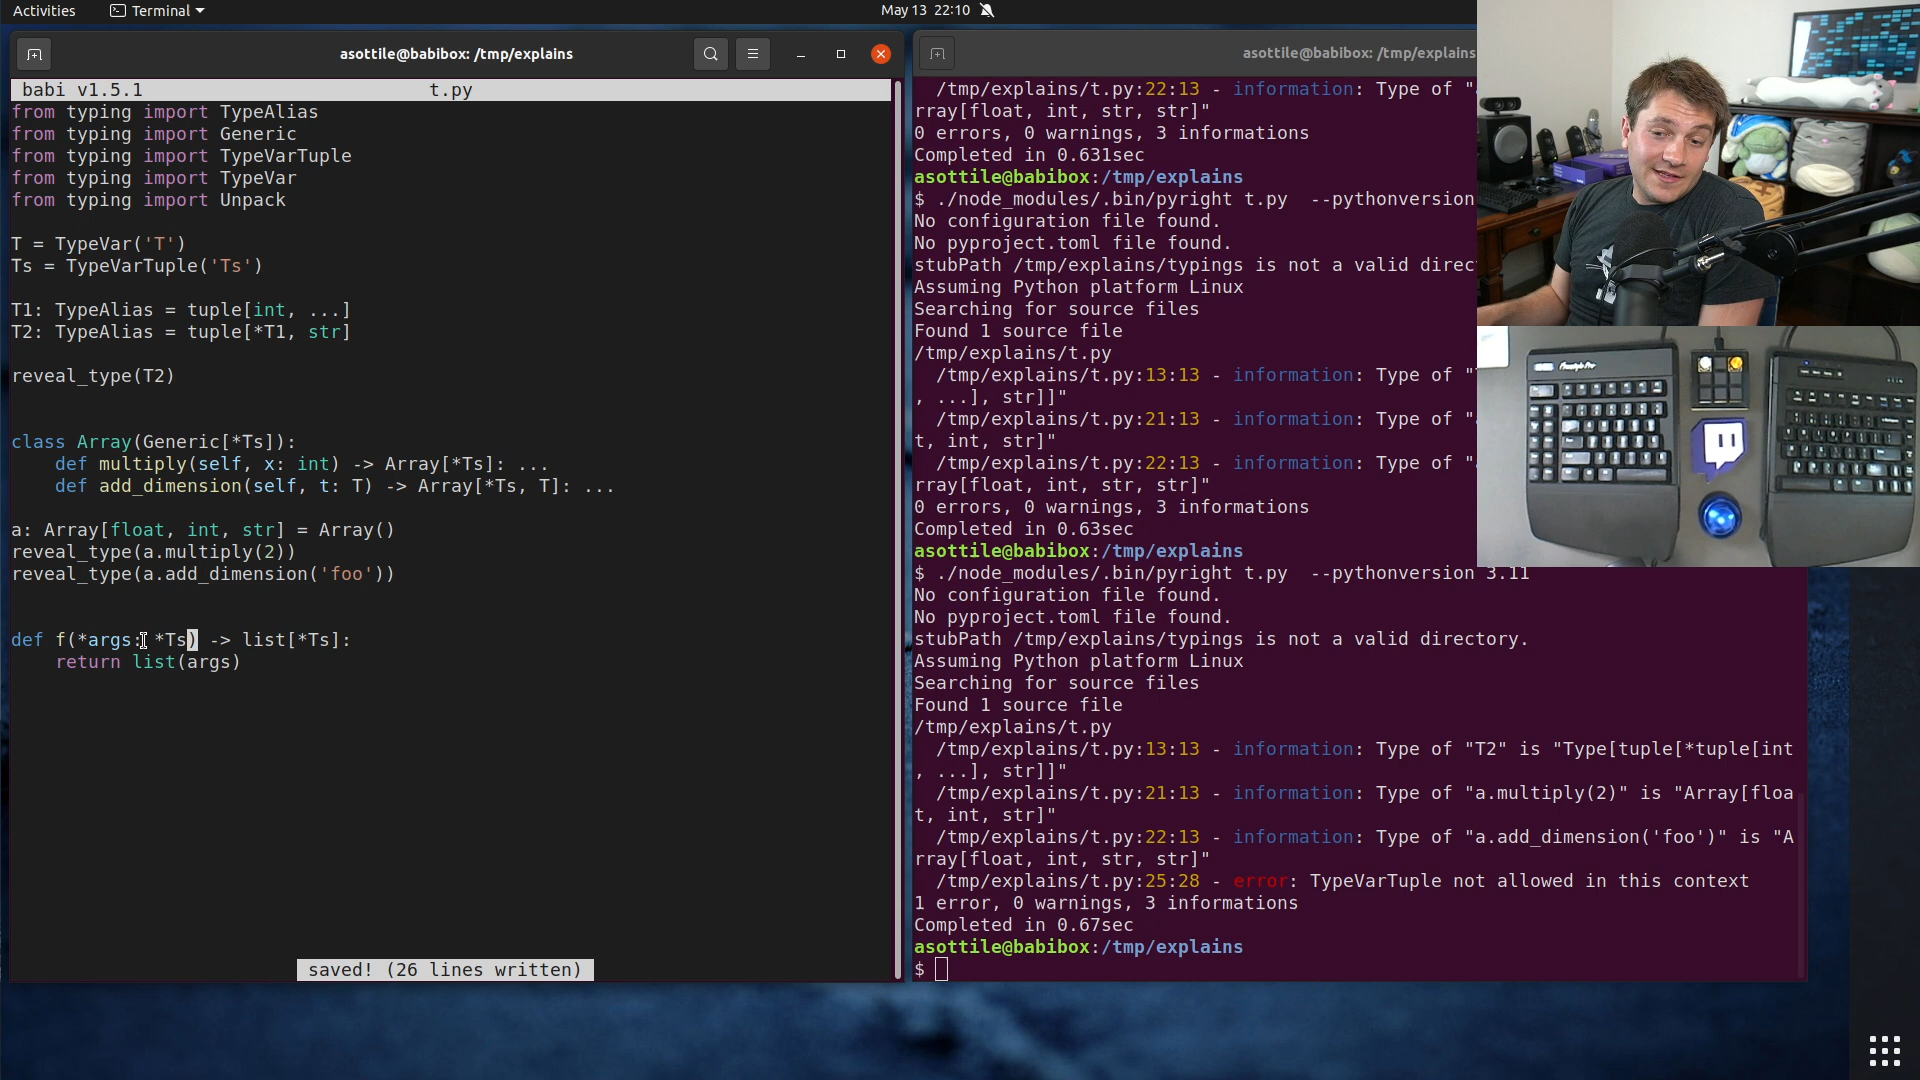 Activities
Terminal
May 13 22:10
asottile@babibox: /tmp/explains
babi v1.5.1
t.py
from typing import TypeAlias
from typing import Generic
from typing import TypeVarTuple
from typing import TypeVar
from typing import Unpack
T = TypeVar('T')
Ts = TypeVarTuple('Ts')
T1: TypeAlias = tuple[int, ...]
T2: TypeAlias = tuple[*T1, str]
reveal_type(T2)
class Array(Generic[*Ts]):
    def multiply(self, x: int) -> Array[*Ts]: ...
    def add_dimension(self, t: T) -> Array[*Ts, T]: ...
a: Array[float, int, str] = Array()
reveal_type(a.multiply(2))
reveal_type(a.add_dimension('foo'))
def f(*args: *Ts) -> list[*Ts]:
    return list(args)
saved! (26 lines written)
asottile@babibox: /tmp/explains
/tmp/explains/t.py:22:13 - information: Type of "
rray[float, int, str, str]"
0 errors, 0 warnings, 3 informations
Completed in 0.631sec
asottile@babibox:/tmp/explains
$ ./node_modules/.bin/pyright t.py  --pythonversion
No configuration file found.
No pyproject.toml file found.
stubPath /tmp/explains/typings is not a valid direc
Assuming Python platform Linux
Searching for source files
Found 1 source file
/tmp/explains/t.py
  /tmp/explains/t.py:13:13 - information: Type of "
, ...], str]]"
  /tmp/explains/t.py:21:13 - information: Type of "
t, int, str]"
  /tmp/explains/t.py:22:13 - information: Type of "
rray[float, int, str, str]"
0 errors, 0 warnings, 3 informations
Completed in 0.63sec
asottile@babibox:/tmp/explains
$ ./node_modules/.bin/pyright t.py  --pythonversion 3.11
No configuration file found.
No pyproject.toml file found.
stubPath /tmp/explains/typings is not a valid directory.
Assuming Python platform Linux
Searching for source files
Found 1 source file
/tmp/explains/t.py
  /tmp/explains/t.py:13:13 - information: Type of "T2" is "Type[tuple[*tuple[int
, ...], str]]"
  /tmp/explains/t.py:21:13 - information: Type of "a.multiply(2)" is "Array[floa
t, int, str]"
  /tmp/explains/t.py:22:13 - information: Type of "a.add_dimension('foo')" is "A
rray[float, int, str, str]"
  /tmp/explains/t.py:25:28 - error: TypeVarTuple not allowed in this context
1 error, 0 warnings, 3 informations
Completed in 0.67sec
asottile@babibox:/tmp/explains
$
Freestyle Pro